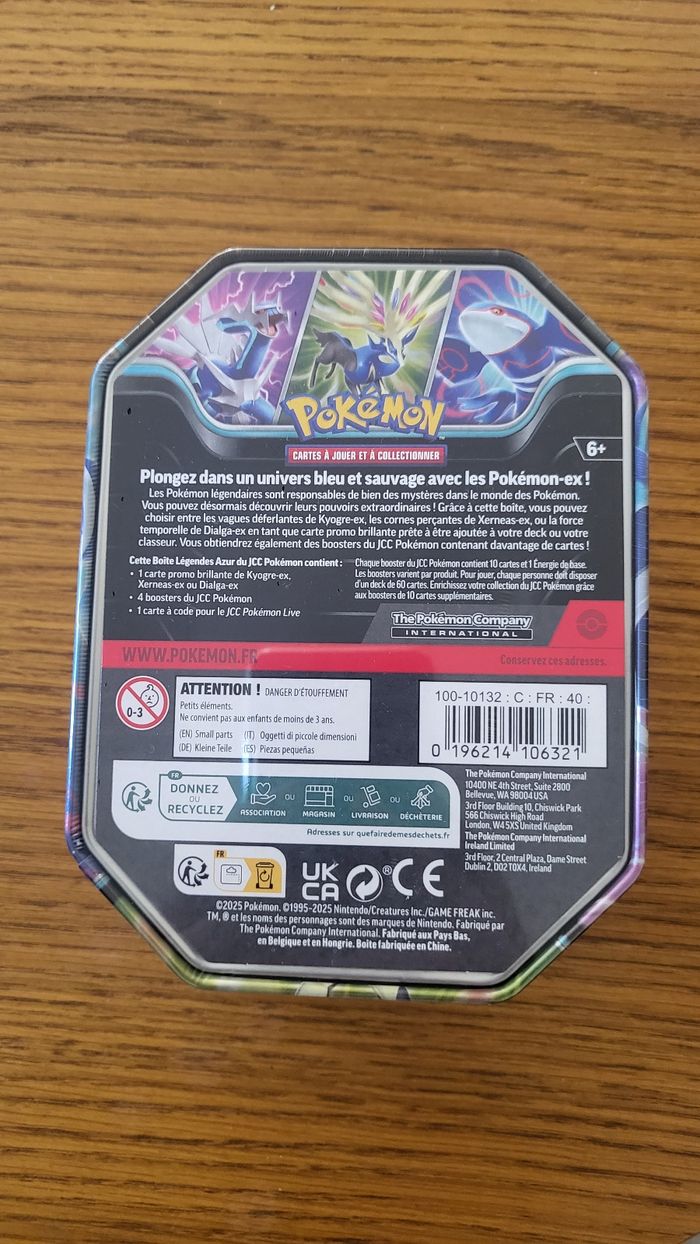 POKéMON
CARTES À JOUER ET À COLLECTIONNER
6+
Plongez dans un univers bleu et sauvage avec les Pokémon-ex !
Les Pokémon légendaires sont responsables de bien des mystères dans le monde des Pokémon.
Vous pouvez désormais découvrir leurs pouvoirs extraordinaires ! Grâce à cette boîte, vous pouvez
choisir entre les vagues déferlantes de Kyogre-ex, les cornes perçantes de Xerneas-ex, ou la force
temporelle de Dialga-ex en tant que carte promo brillante prête à être ajoutée à votre deck ou votre
classeur. Vous obtiendrez également des boosters du JCC Pokémon contenant davantage de cartes !
Cette Boîte Légendes Azur du JCC Pokémon contient :
• 1 carte promo brillante de Kyogre-ex,
Xerneas-ex ou Dialga-ex
• 4 boosters du JCC Pokémon
• 1 carte à code pour le JCC Pokémon Live
Chaque booster du JCC Pokémon contient 10 cartes et 1 Énergie de base.
Les boosters varient par produit. Pour jouer, chaque personne doit disposer
d'un deck de 60 cartes. Enrichissez votre collection du JCC Pokémon grâce
aux boosters de 10 cartes supplémentaires.
The Pokémon Company
INTERNATIONAL
WWW.POKEMON.FR
Conservez ces adresses.
0-3
ATTENTION ! DANGER D'ÉTOUFFEMENT
Petits éléments.
Ne convient pas aux enfants de moins de 3 ans.
(EN) Small parts (IT) Oggetti di piccole dimensioni
(DE) Kleine Teile (ES) Piezas pequeñas
100-10132 : C : FR : 40 :
0 196214 106321
FR
DONNEZ
OU
RECYCLEZ
ASSOCIATION
OU
MAGASIN
OU
LIVRAISON
OU
DÉCHÈTERIE
Adresses sur quefairedemesdechets.fr
The Pokémon Company International
10400 NE 4th Street, Suite 2800
Bellevue, WA 98004 USA
3rd Floor Building 10, Chiswick Park
566 Chiswick High Road
London, W4 5XS United Kingdom
The Pokémon Company International
Ireland Limited
3rd Floor, 2 Central Plaza, Dame Street
Dublin 2, D02 T0X4, Ireland
FR
UK
CA
®
CE
©2025 Pokémon. ©1995-2025 Nintendo/Creatures Inc./GAME FREAK inc.
TM, ® et les noms des personnages sont des marques de Nintendo. Fabriqué par
The Pokémon Company International. Fabriqué aux Pays Bas,
en Belgique et en Hongrie. Boîte fabriquée en Chine.